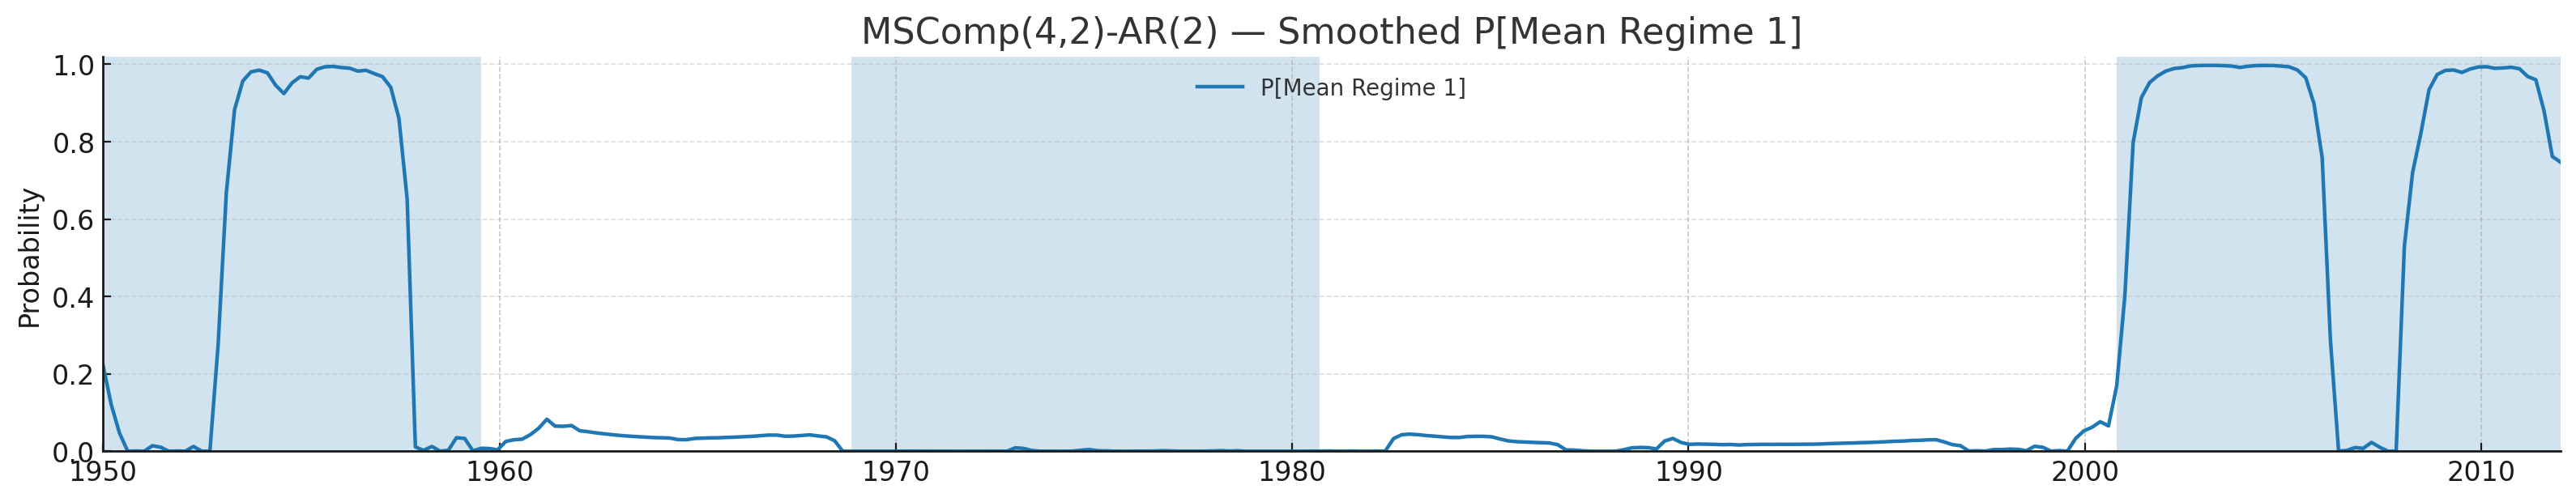 MSComp(4,2)-AR(2) — Smoothed P[Mean Regime 1]
P[Mean Regime 1]
Probability
1.0
0.8
0.6
0.4
0.2
0.0
1950 1960 1970 1980 1990 2000 2010